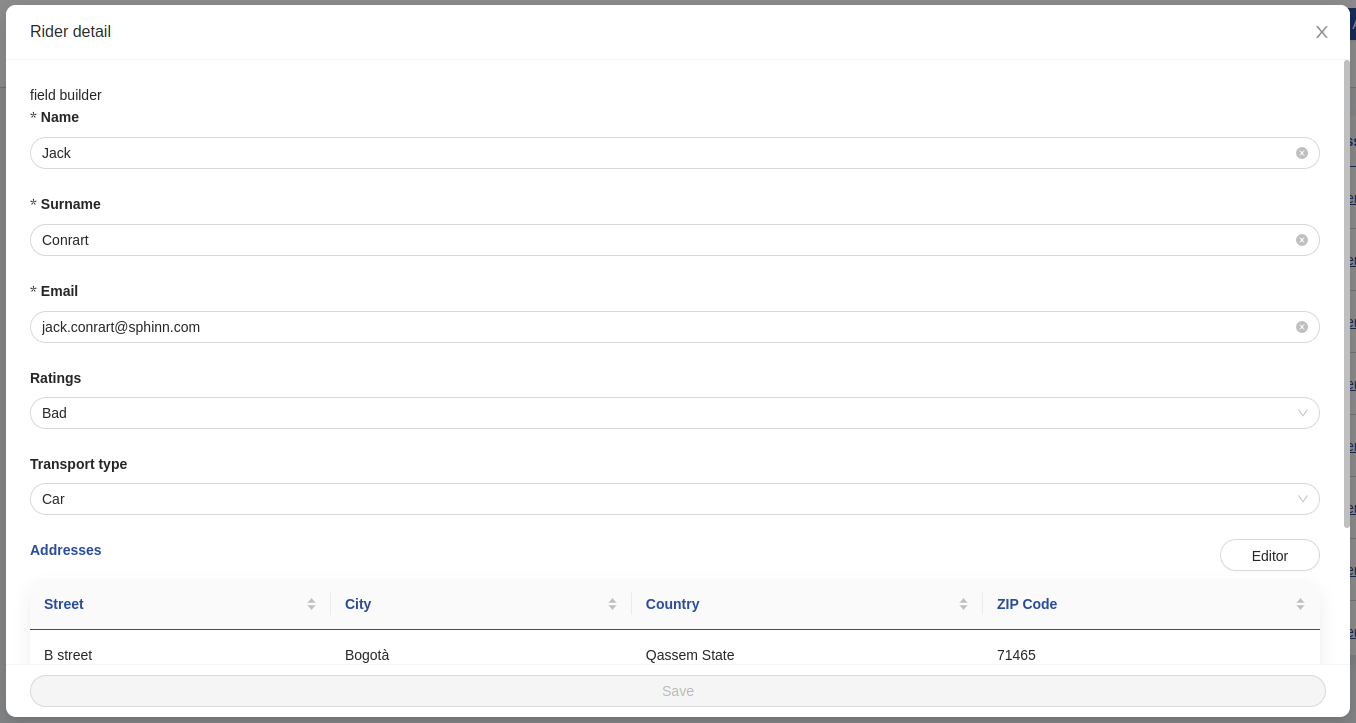 Rider detail
field builder
* Name
Jack
* Surname
Conrart
* Email
jack.conrart@sphinn.com
Ratings
Bad
Transport type
Car
Addresses
Editor
Street City Country ZIP Code
B street Bogotà Qassem State 71465
Save